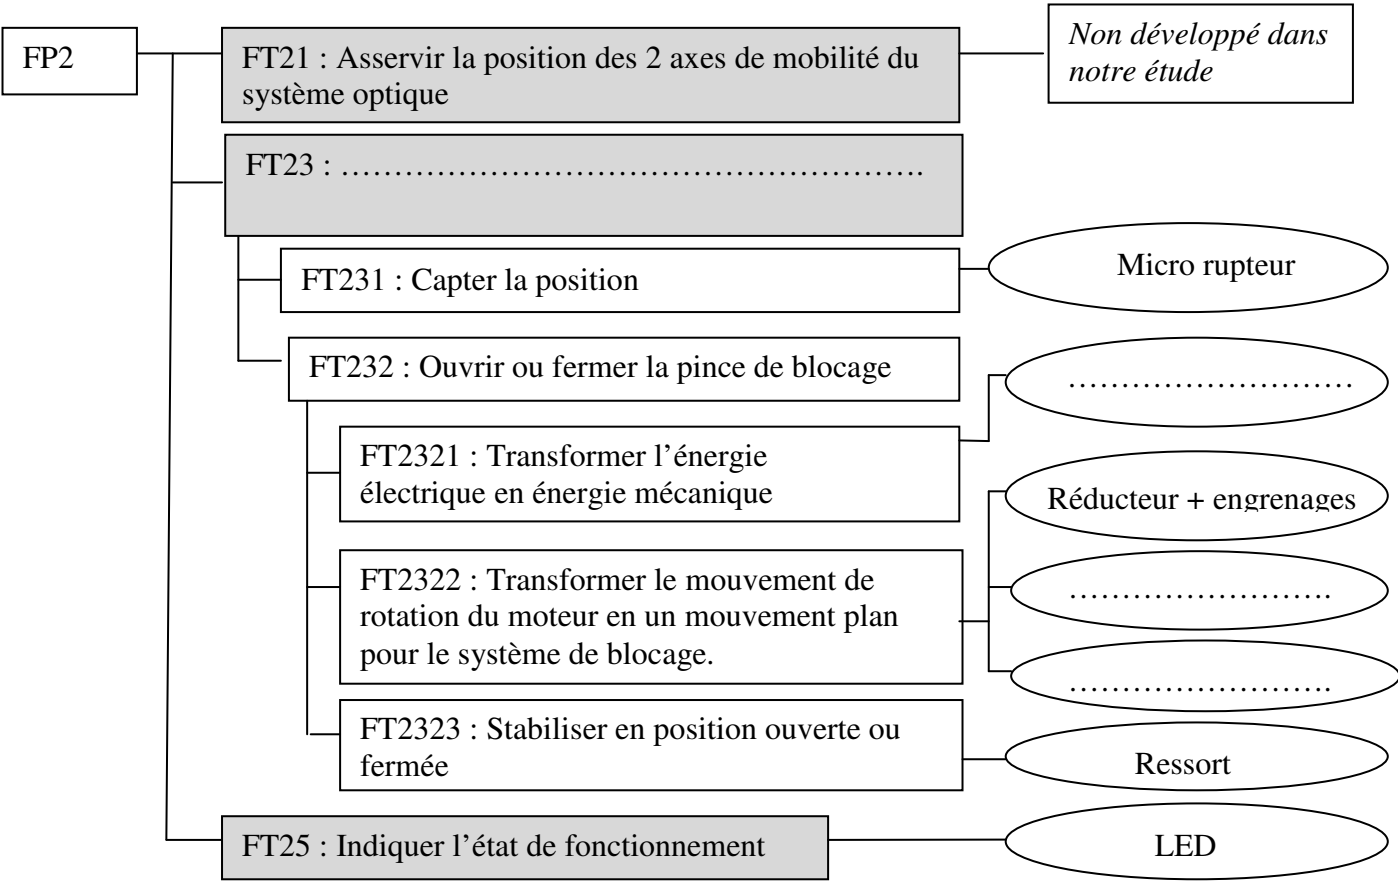 FP2
FT21 : Asservir la position des 2 axes de mobilité du
système optique
Non développé dans
notre étude
FT23 : …………………………………………………….
FT231 : Capter la position
Micro rupteur
FT232 : Ouvrir ou fermer la pince de blocage
………………………
FT2321 : Transformer l’énergie
électrique en énergie mécanique
Réducteur + engrenages
FT2322 : Transformer le mouvement de
rotation du moteur en un mouvement plan
pour le système de blocage.
…………………….
…………………….
FT2323 : Stabiliser en position ouverte ou
fermée
Ressort
FT25 : Indiquer l’état de fonctionnement
LED